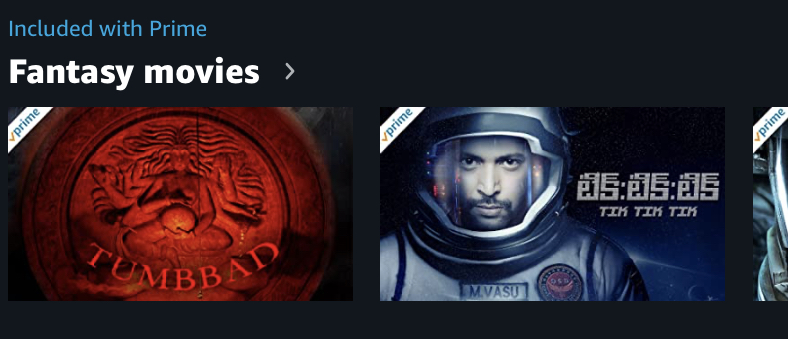 Included with Prime
Fantasy movies
prime
TUMBBAD
prime
టిక్:టిక్:టిక్
TIK TIK TIK
M.VASU
prime